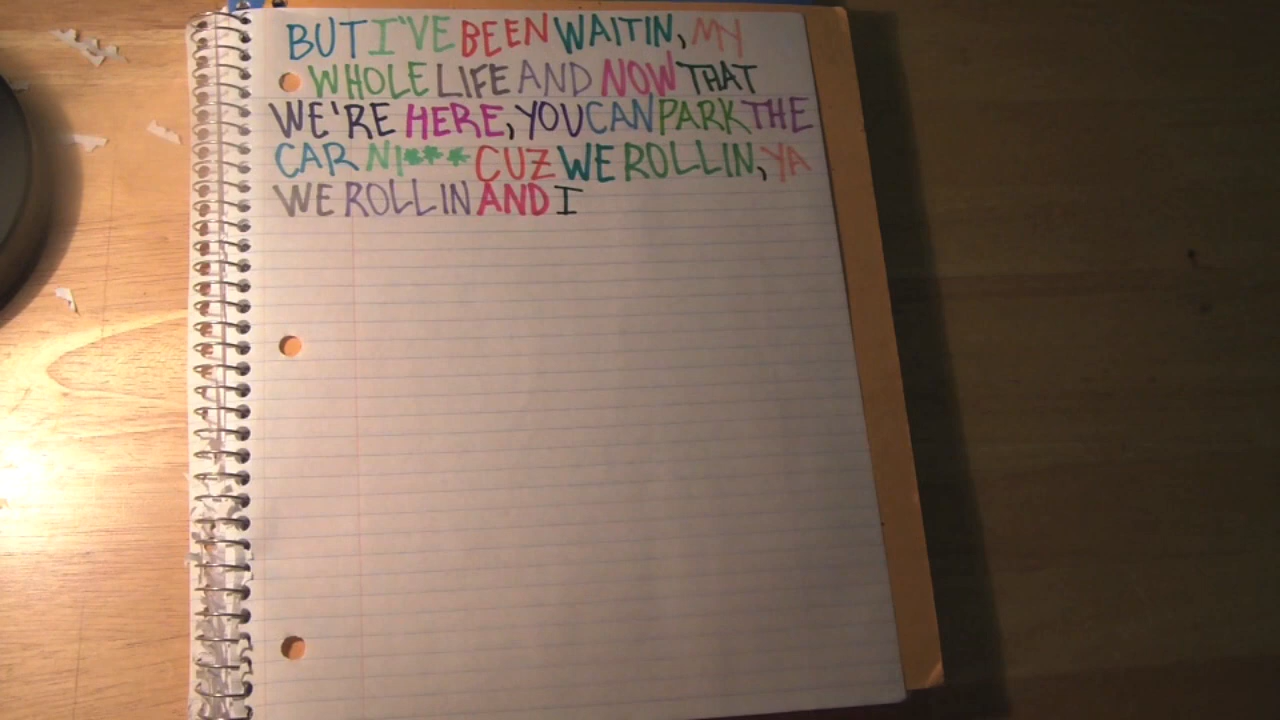 BUT I'VE BEEN WAITIN, MY
WHOLE LIFE AND NOW THAT
WE'RE HERE, YOU CAN PARK THE
CAR NI*** CUZ WE ROLLIN, YA
WE ROLLIN AND I